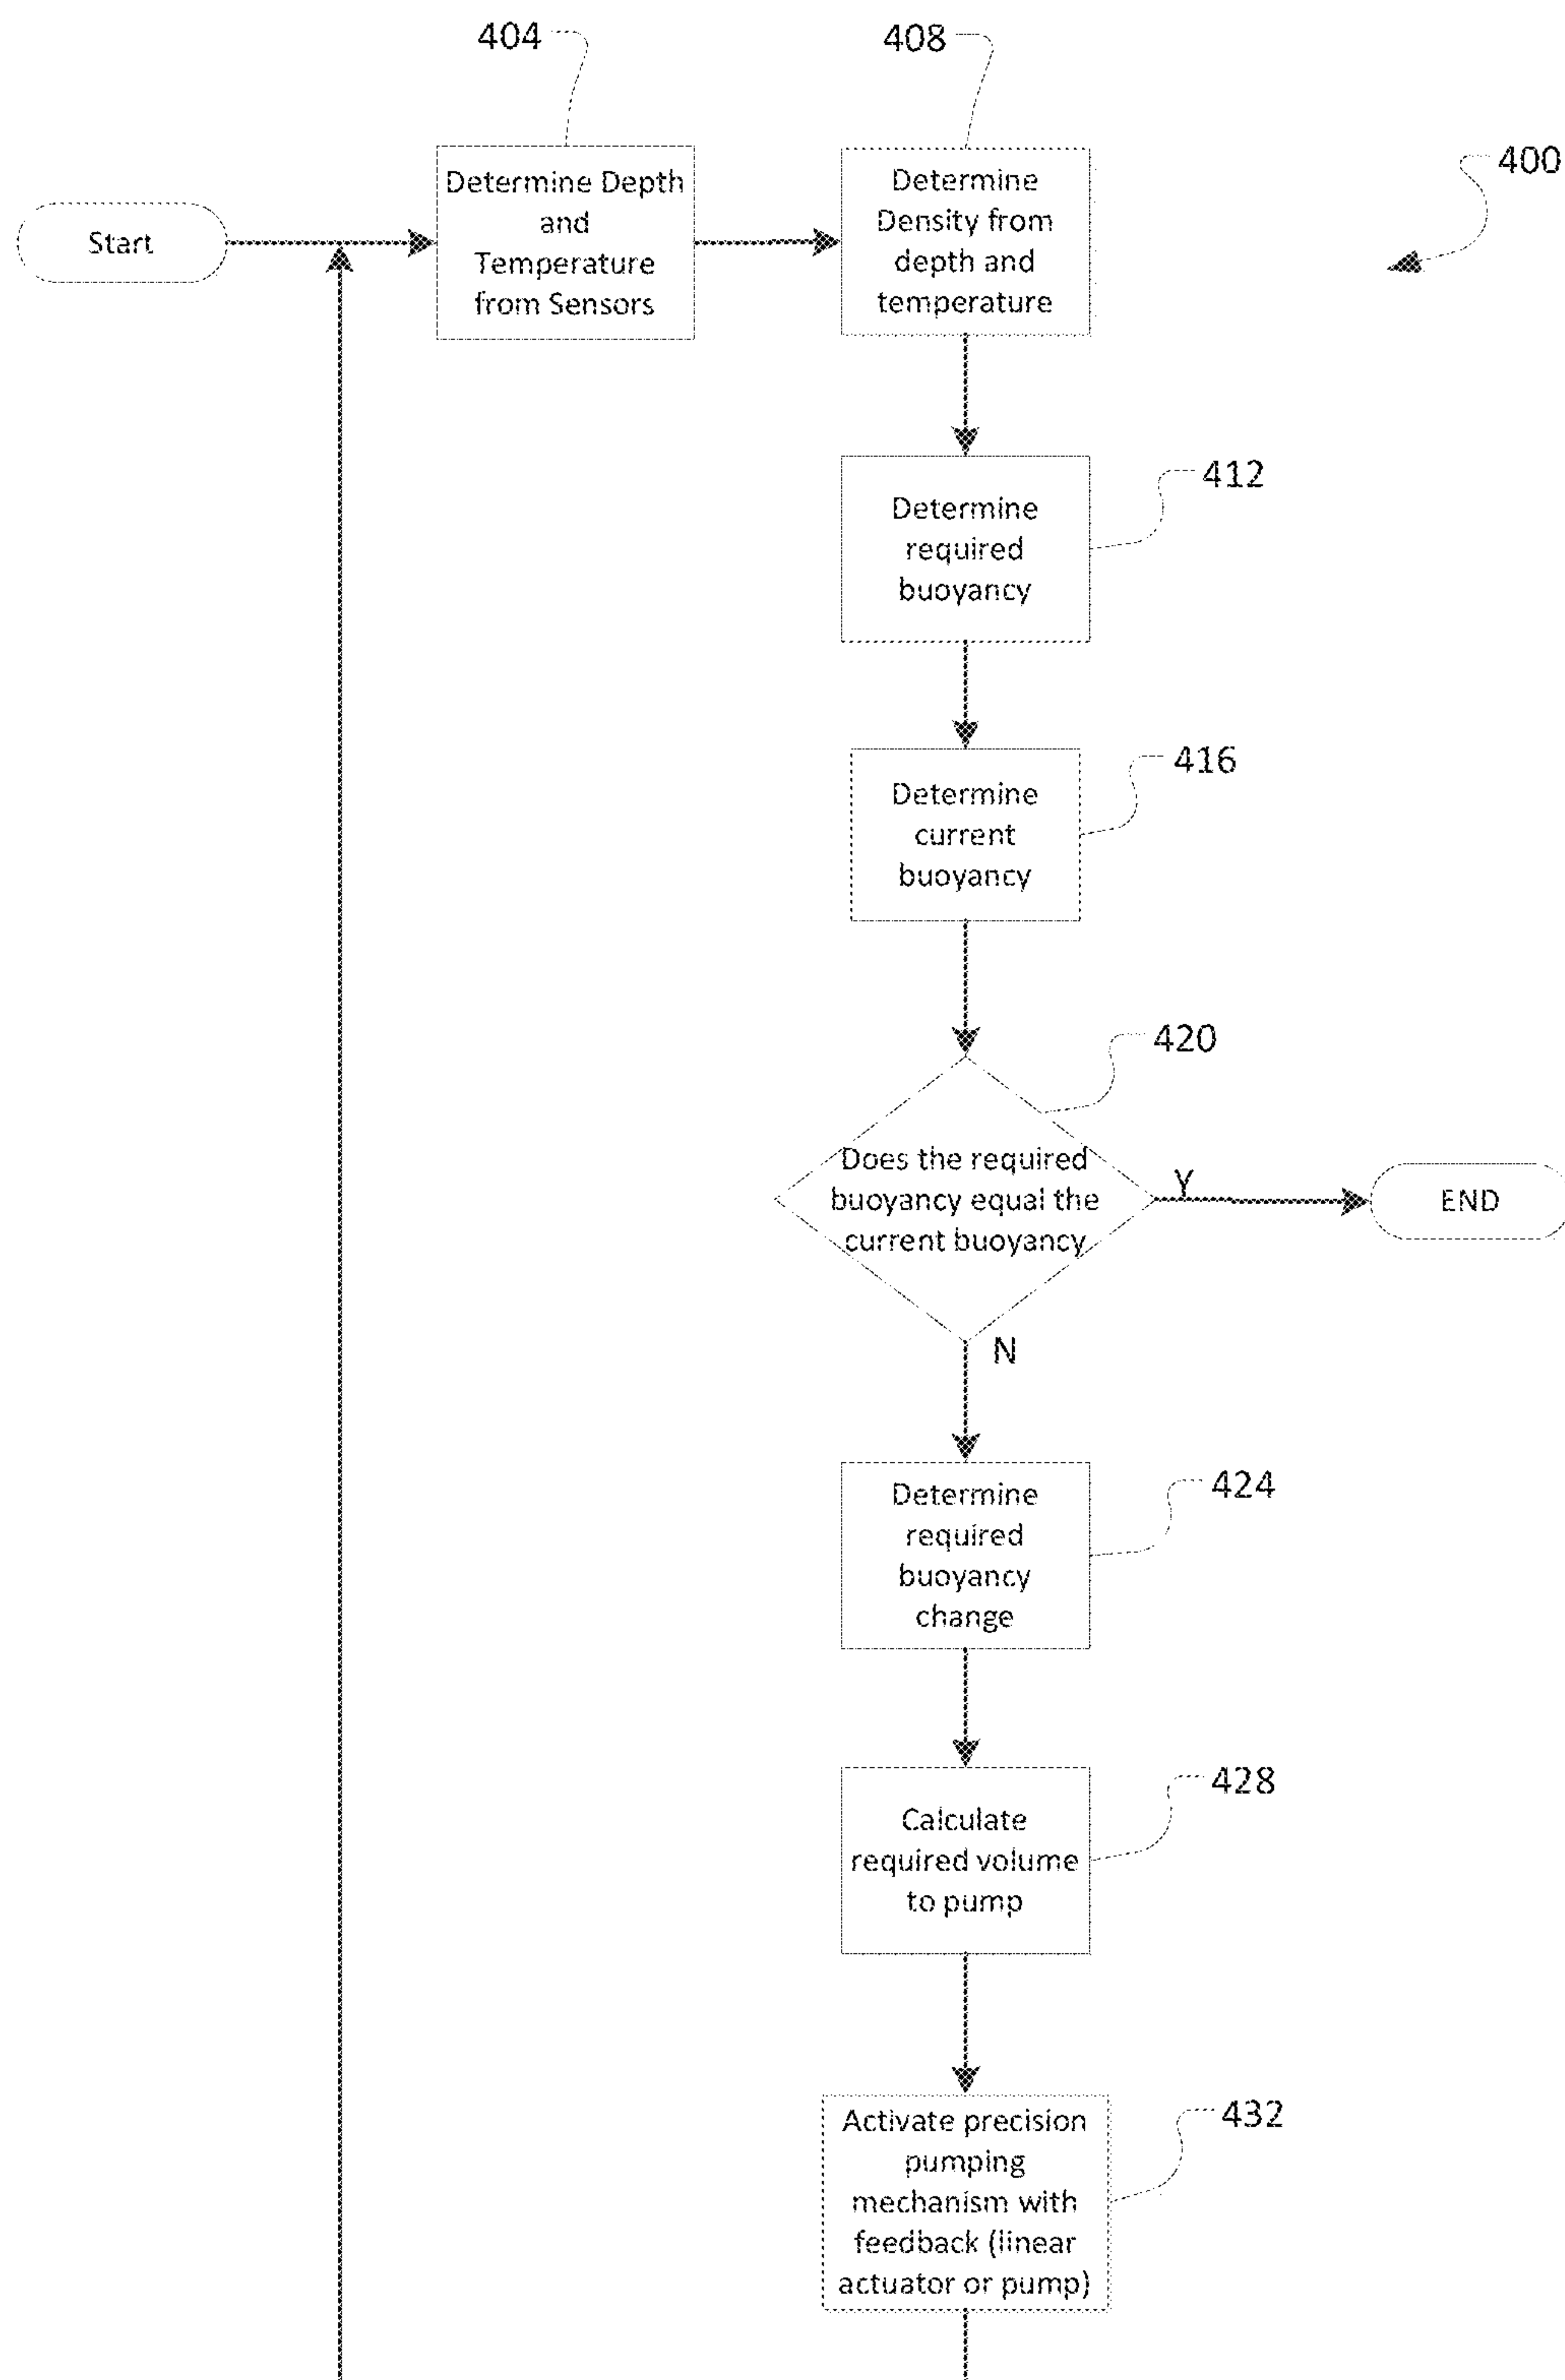 404
408
400
Start
Determine Depth
and
Temperature
from Sensors
Determine
Density from
depth and
temperature
412
Determine
required
buoyancy
416
Determine
current
buoyancy
420
Does the required
buoyancy equal the
current buoyancy
Y
END
N
424
Determine
required
buoyancy
change
428
Calculate
required volume
to pump
432
Activate precision
pumping
mechanism with
feedback (linear
actuator or pump)